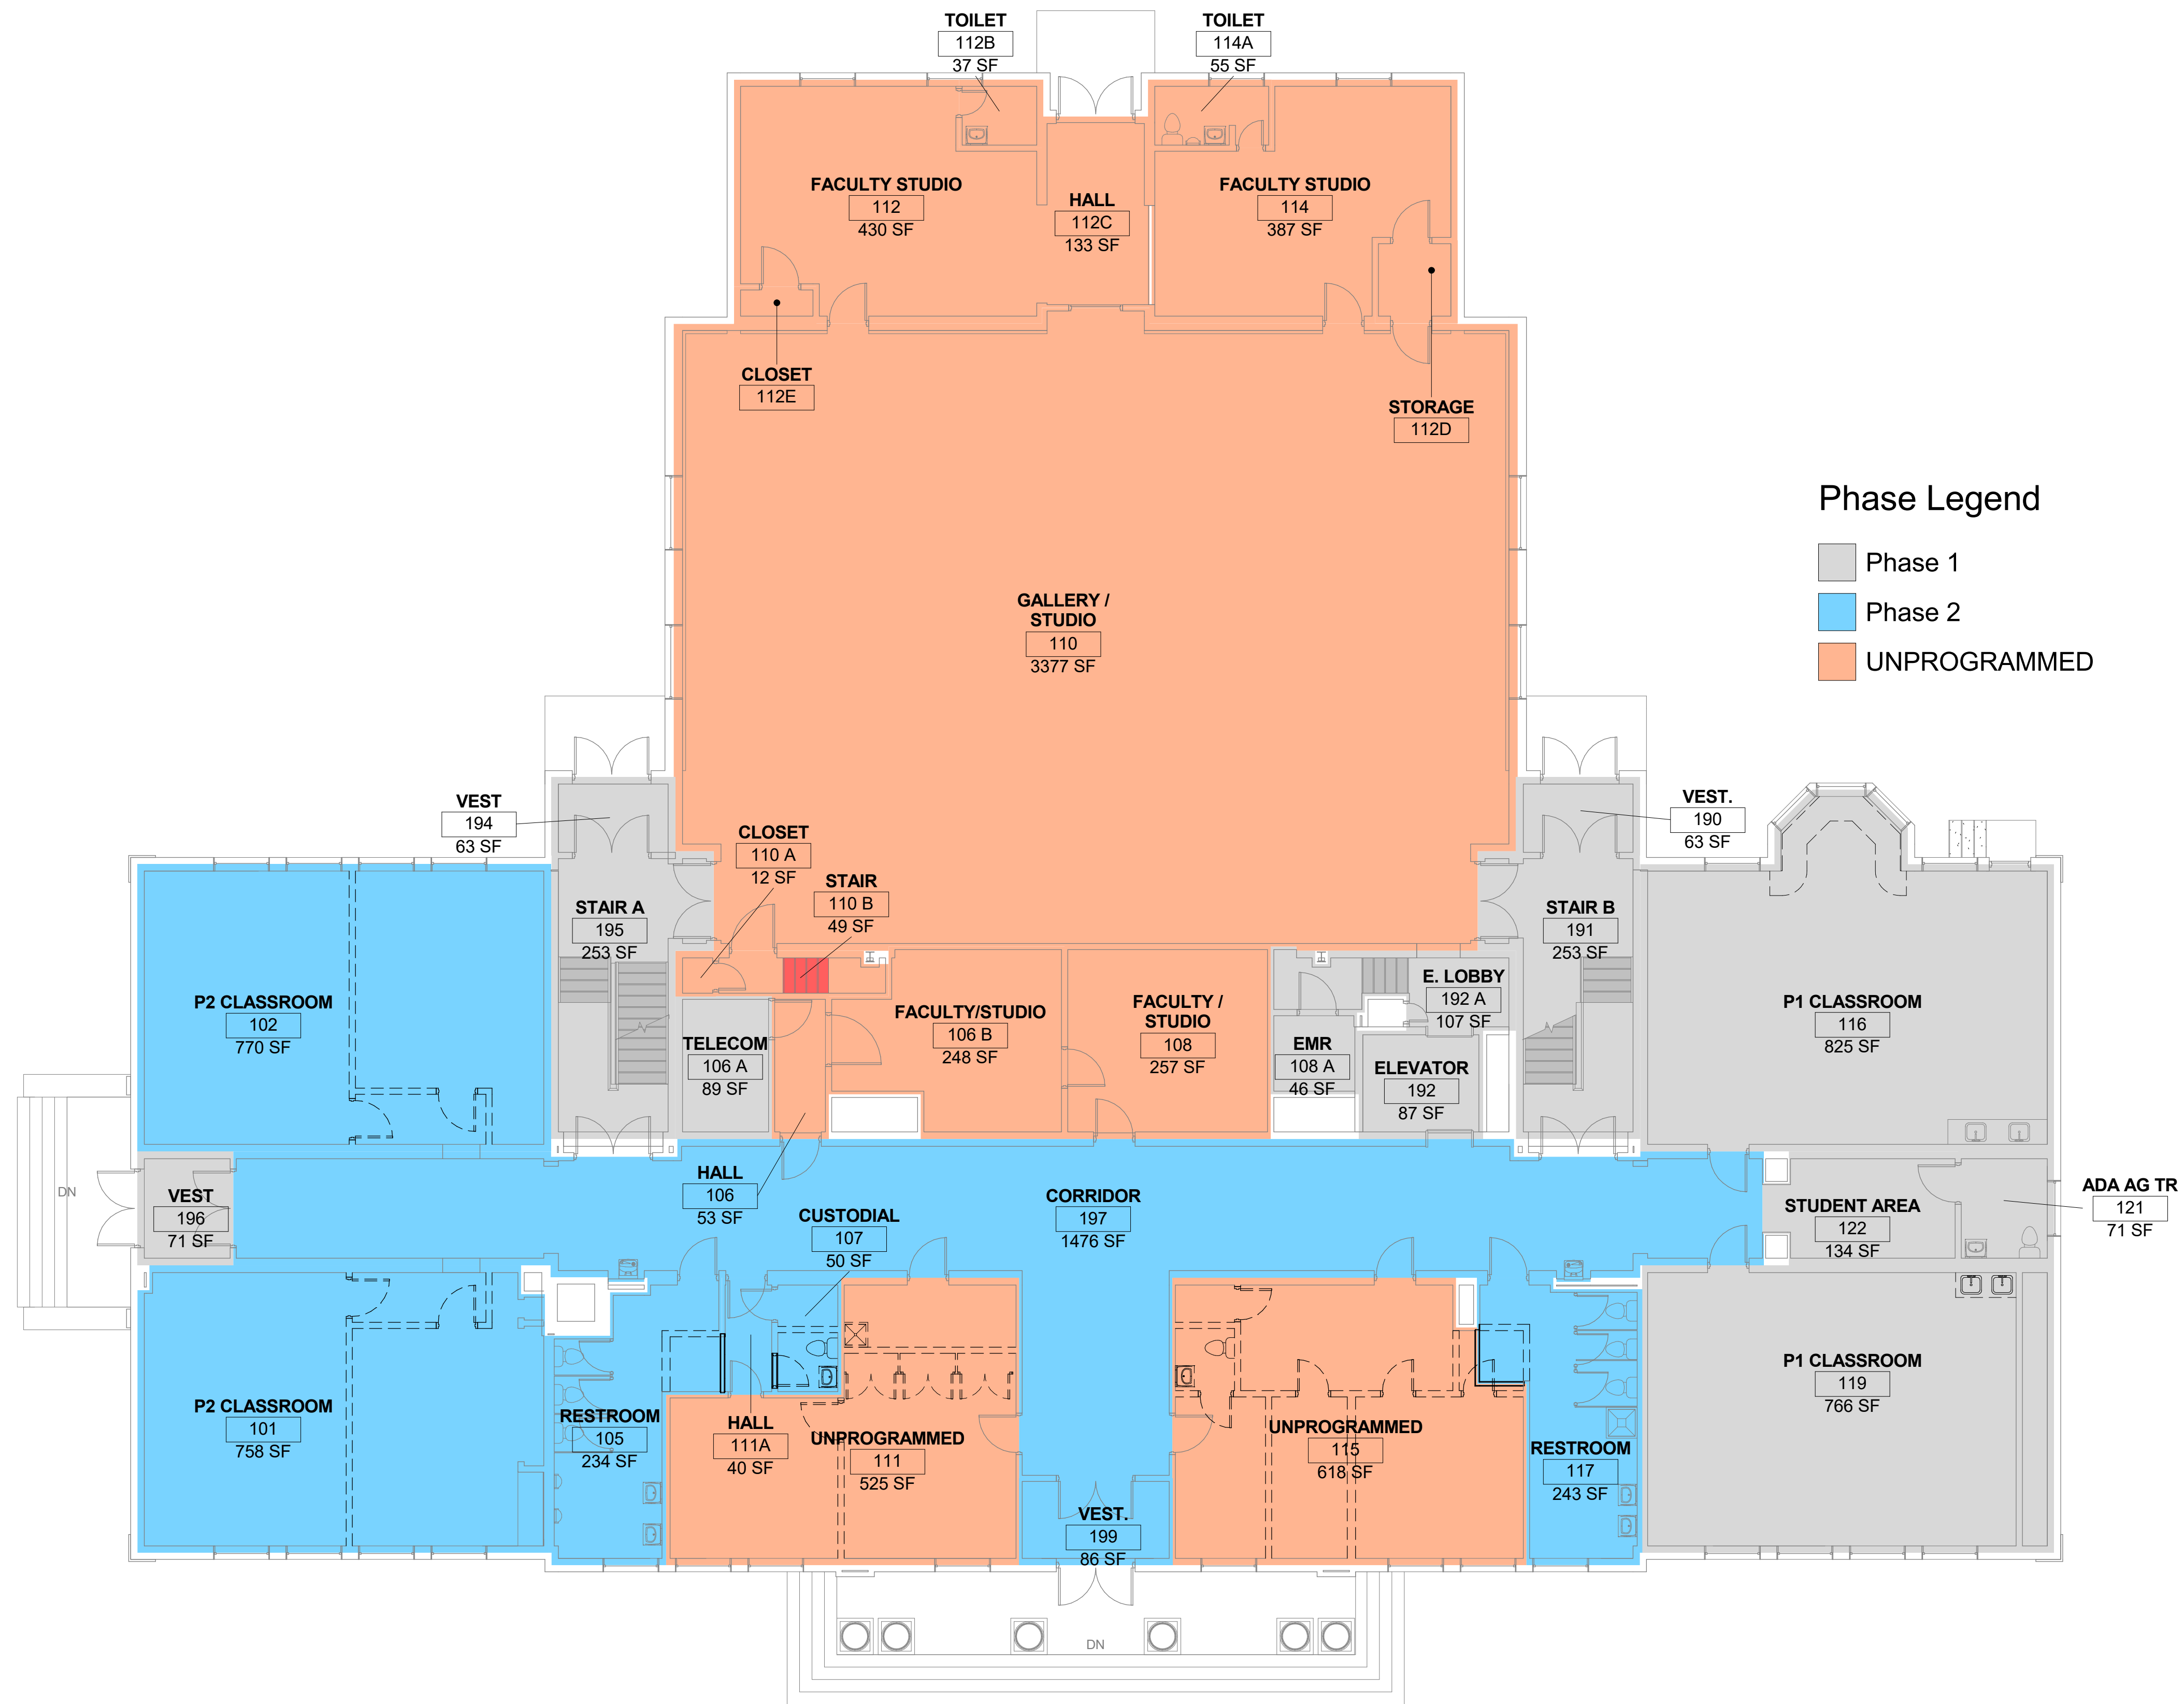 TOILET
112B
37 SF
TOILET
114A
55 SF
FACULTY STUDIO
112
430 SF
HALL
112C
133 SF
FACULTY STUDIO
114
387 SF
CLOSET
112E
STORAGE
112D
Phase Legend
Phase 1
Phase 2
UNPROGRAMMED
GALLERY /
STUDIO
110
3377 SF
VEST
194
63 SF
VEST.
190
63 SF
CLOSET
110 A
12 SF
STAIR
110 B
49 SF
STAIR A
195
253 SF
STAIR B
191
253 SF
P2 CLASSROOM
102
770 SF
TELECOM
106 A
89 SF
FACULTY/STUDIO
106 B
248 SF
FACULTY /
STUDIO
108
257 SF
E. LOBBY
192 A
107 SF
EMR
108 A
46 SF
ELEVATOR
192
87 SF
P1 CLASSROOM
116
825 SF
DN
VEST
196
71 SF
HALL
106
53 SF
CUSTODIAL
107
50 SF
CORRIDOR
197
1476 SF
STUDENT AREA
122
134 SF
ADA AG TR
121
71 SF
P2 CLASSROOM
101
758 SF
RESTROOM
105
234 SF
HALL
111A
40 SF
UNPROGRAMMED
111
525 SF
UNPROGRAMMED
115
618 SF
RESTROOM
117
243 SF
P1 CLASSROOM
119
766 SF
VEST.
199
86 SF
DN